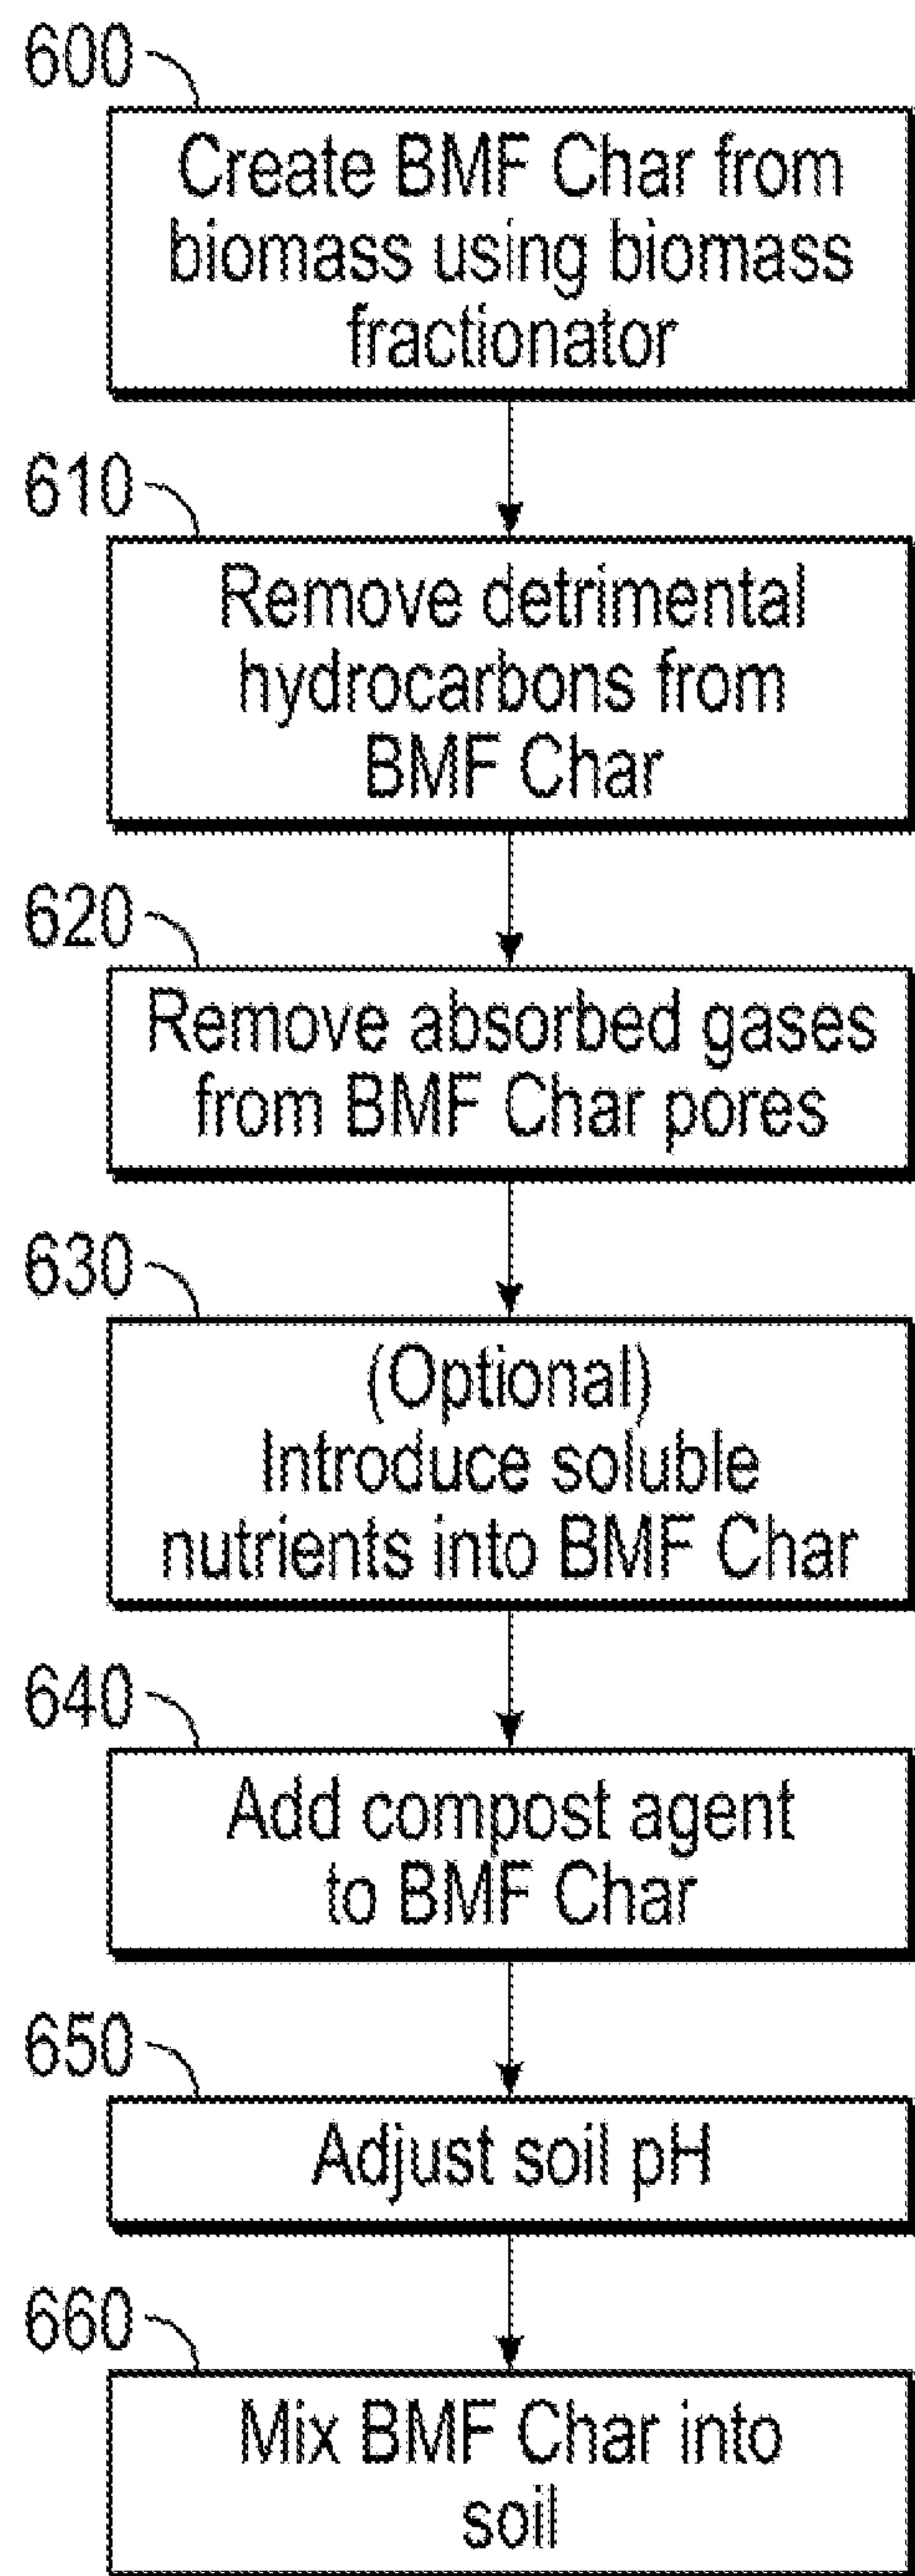 600
Create BMF Char from
biomass using biomass
fractionator
610
Remove detrimental
hydrocarbons from
BMF Char
620
Remove absorbed gases
from BMF Char pores
630
(Optional)
Introduce soluble
nutrients into BMF Char
640
Add compost agent
to BMF Char
650
Adjust soil pH
660
Mix BMF Char into
soil